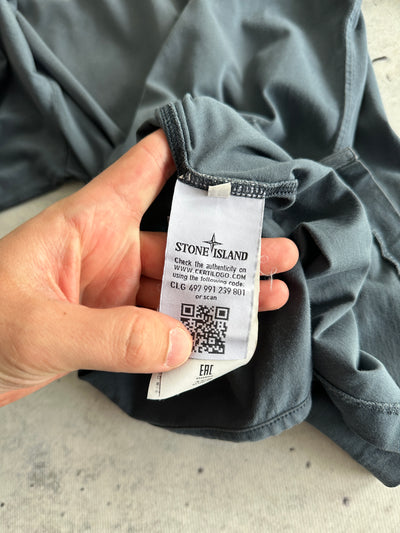 STONE ISLAND
Check the authenticity on
WWW.CERTILOGO.COM
using the following code:
CLG 497 991 239 801
or scan
EAC